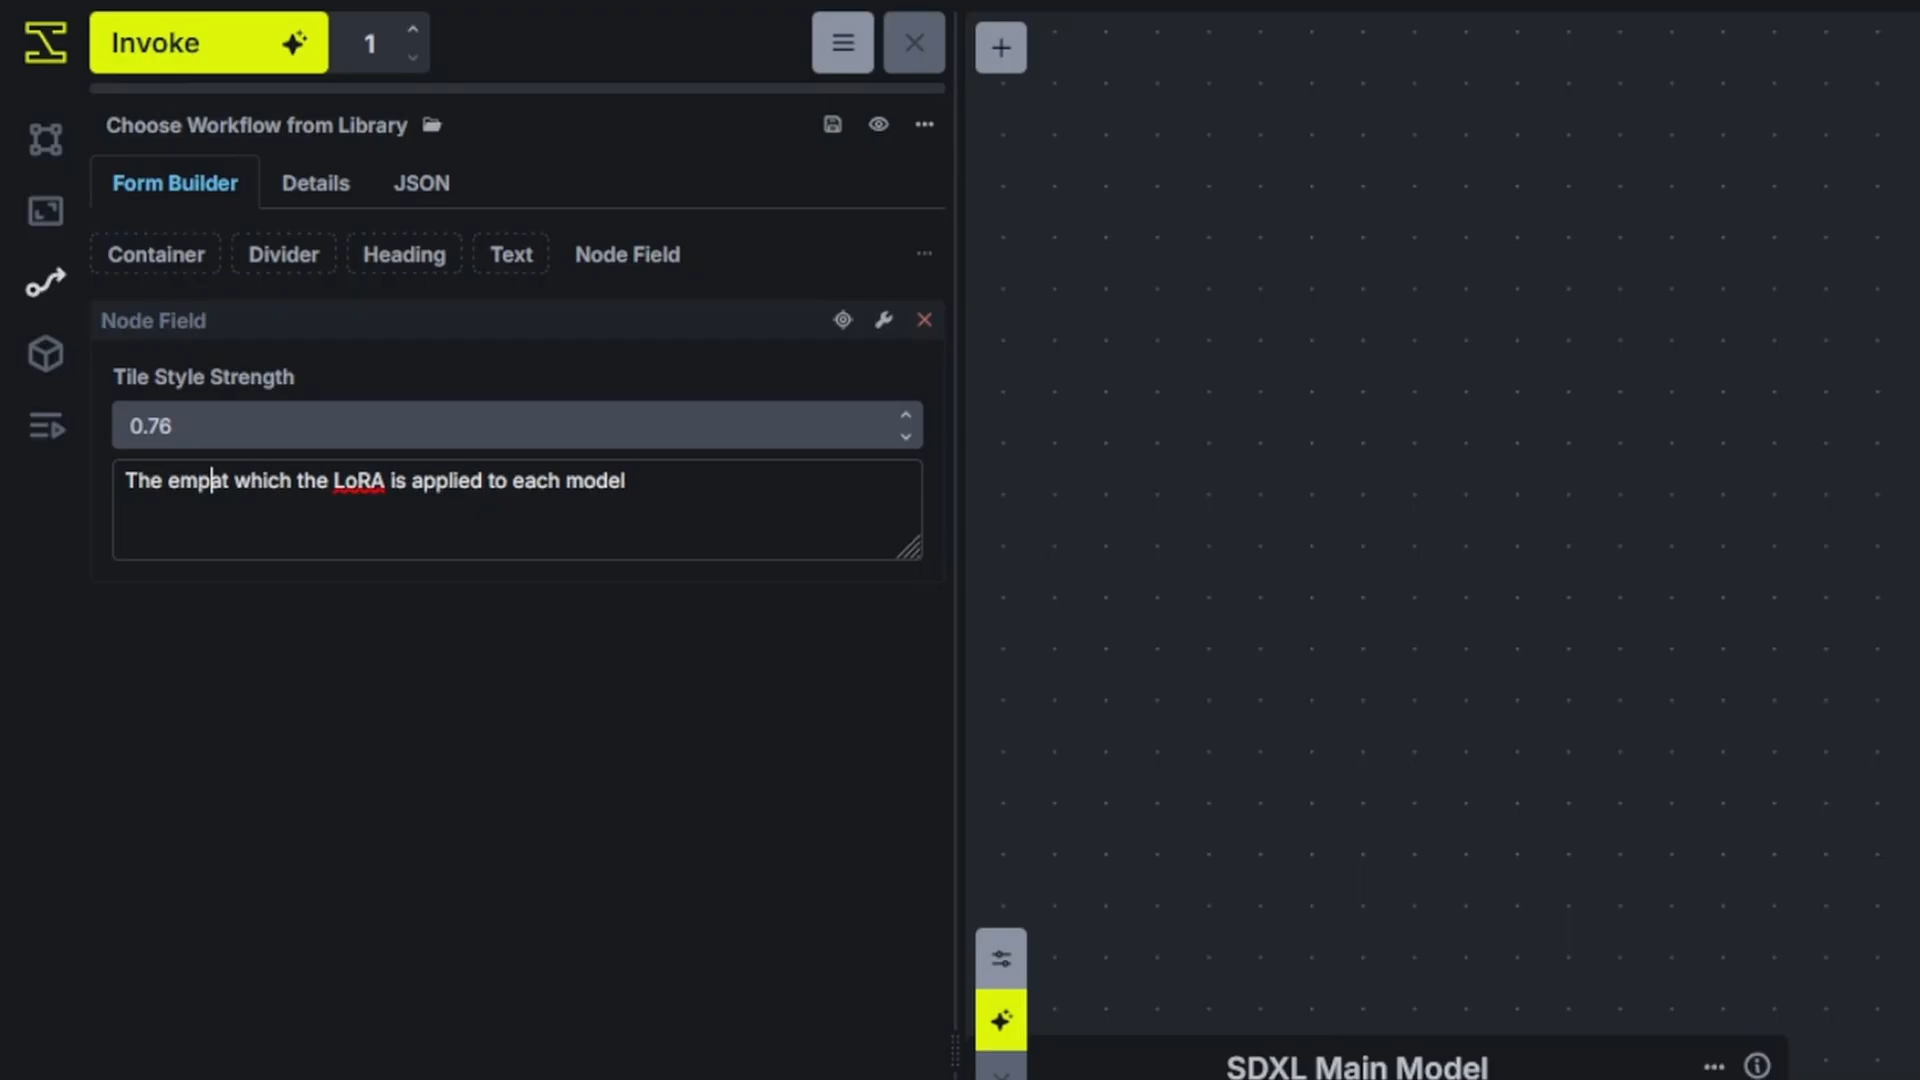 Invoke
1
Choose Workflow from Library
Form Builder
Details
JSON
Container
Divider
Heading
Text
Node Field
Node Field
Tile Style Strength
0.76
The empat which the LoRA is applied to each model
SDXL Main Model